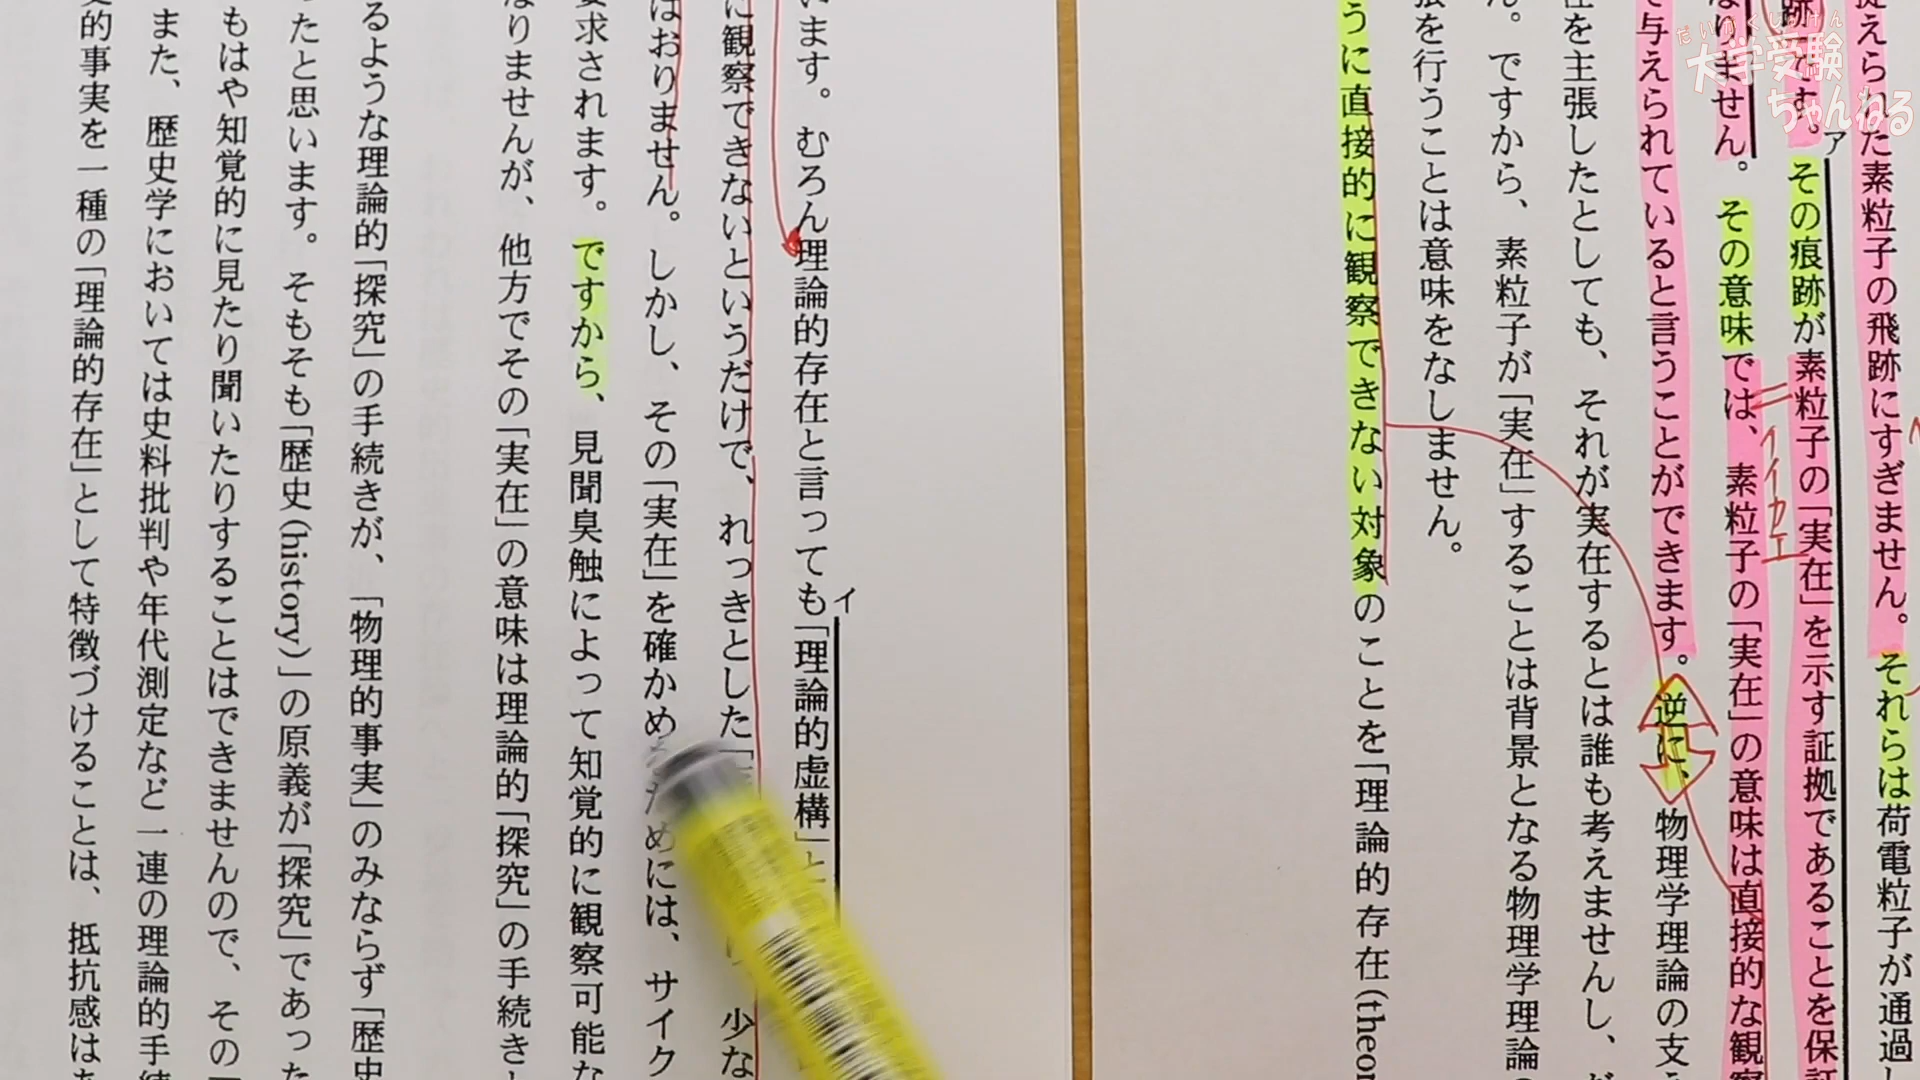 だいがくじゅけん
大学受験
ちゃんねる
捉えられた素粒子の飛跡にすぎません。それらは荷電粒子が通過し
跡」です。その痕跡が素粒子の「実在」を示す証拠であることを保証
ア
なりません。その意味では、素粒子の「実在」の意味は直接的な観察
イイカエ
で与えられていると言うことができます。逆に、物理学理論の支
在を主張したとしても、それが実在するとは誰も考えませんし、
ん。ですから、素粒子が「実在」することは背景となる物理学理論の
張を行うことは意味をなしません。
うに直接的に観察できない対象のことを「理論的存在(theor
います。むろん理論的存在と言っても「理論的虚構」と
イ
に観察できないというだけで、れっきとした 少な
はおりません。しかし、その「実在」を確かめるためには、サイク
要求されます。ですから、見聞臭触によって知覚的に観察可能な
なりませんが、他方でその「実在」の意味は理論的「探究」の手続き
るような理論的「探究」の手続きが、「物理的事実」のみならず「歴史
ったと思います。そもそも「歴史(history)」の原義が「探究」であった
もはや知覚的に見たり聞いたりすることはできませんので、その「
また、歴史学においては史料批判や年代測定など一連の理論的手続
史的事実を一種の「理論的存在」として特徴づけることは、抵抗感はあ